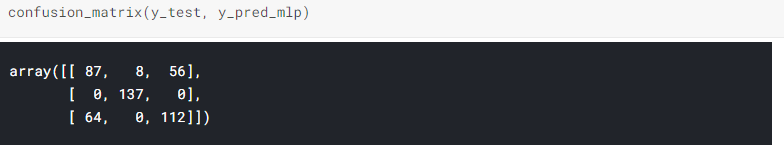 confusion_matrix(y_test, y_pred_mlp)
array([[ 87, 8, 56],
[ 0, 137, 0],
[ 64, 0, 112]])